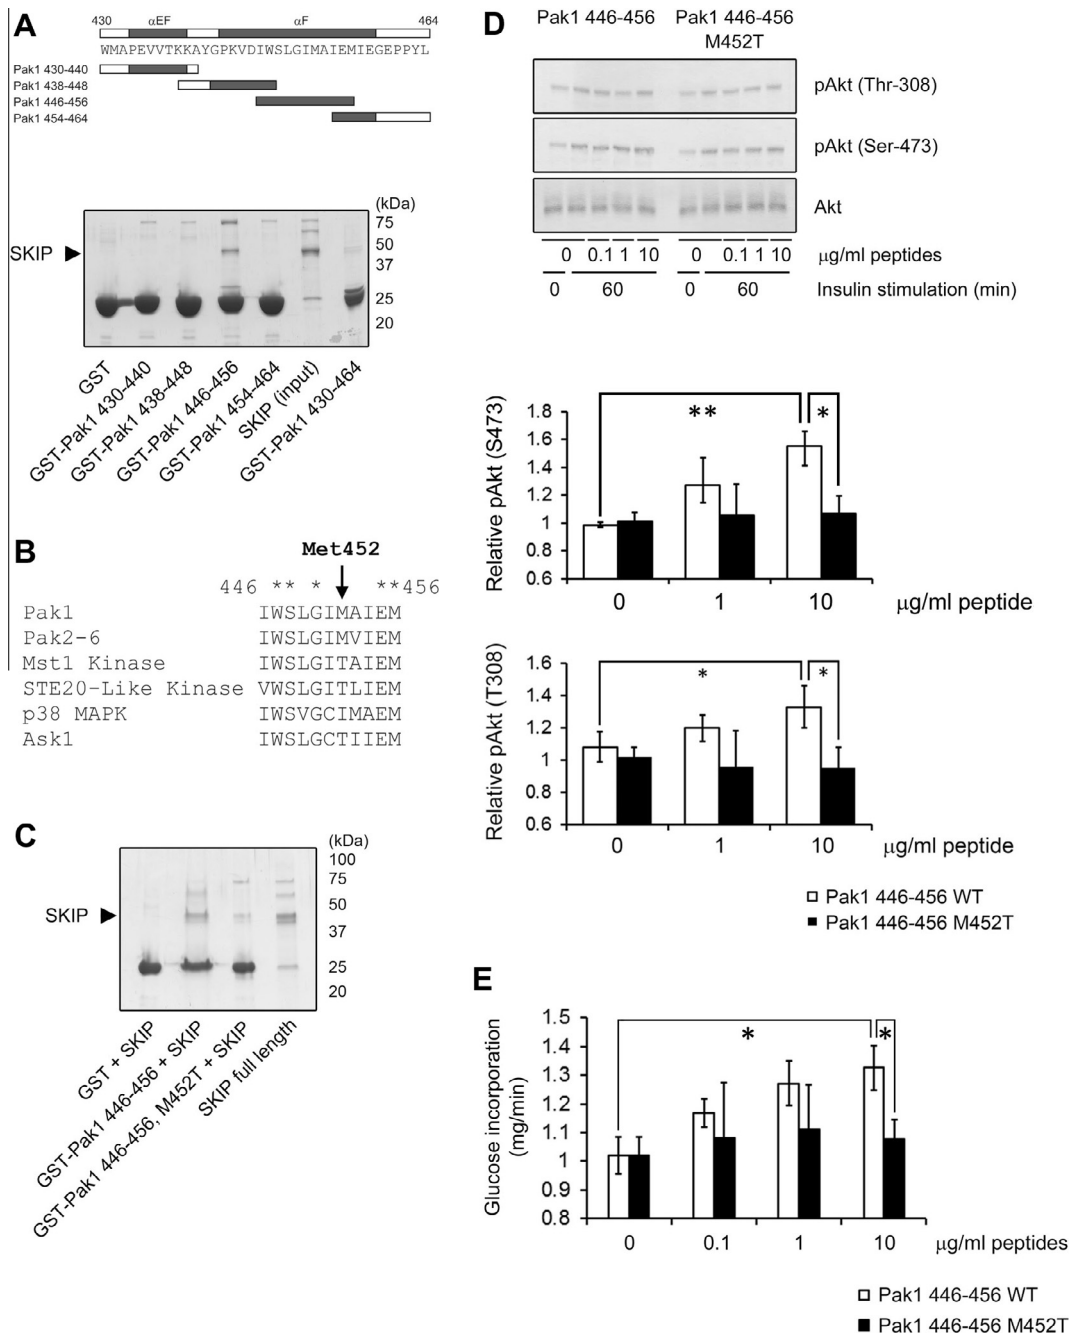 A
430 αEF αF 464
WMAPEVVTKKAYGPKVDIWSLGIMAIEMIEGEPPYL
Pak1 430-440
Pak1 438-448
Pak1 446-456
Pak1 454-464
(kDa)
75
50
SKIP
37
25
20
GST
GST-Pak1 430-440
GST-Pak1 438-448
GST-Pak1 446-456
GST-Pak1 454-464
SKIP (input)
GST-Pak1 430-464
B
Met452
446 ** * **456
Pak1 IWSLGIMAIEM
Pak2-6 IWSLGIMVIEM
Mst1 Kinase IWSLGITAIEM
STE20-Like Kinase VWSLGITLIEM
p38 MAPK IWSVGCIMAEM
Ask1 IWSLGCTIIEM
C
(kDa)
100
75
50
SKIP
37
25
20
GST + SKIP
GST-Pak1 446-456 + SKIP
GST-Pak1 446-456, M452T + SKIP
SKIP full length
D
Pak1 446-456 Pak1 446-456
M452T
pAkt (Thr-308)
pAkt (Ser-473)
Akt
0 0.1 1 10 0 0.1 1 10 μg/ml peptides
0 60 0 60 Insulin stimulation (min)
Relative pAkt (S473)
1.8
1.6
1.4
1.2
1
0.8
0.6
** *
0 1 10 μg/ml peptide
Relative pAkt (T308)
1.6
1.4
1.2
1
0.8
0.6
* *
0 1 10 μg/ml peptide
Pak1 446-456 WT
Pak1 446-456 M452T
E
Glucose incorporation
(mg/min)
1.5
1.4
1.3
1.2
1.1
1
0.9
0.8
* *
0 0.1 1 10 μg/ml peptides
Pak1 446-456 WT
Pak1 446-456 M452T